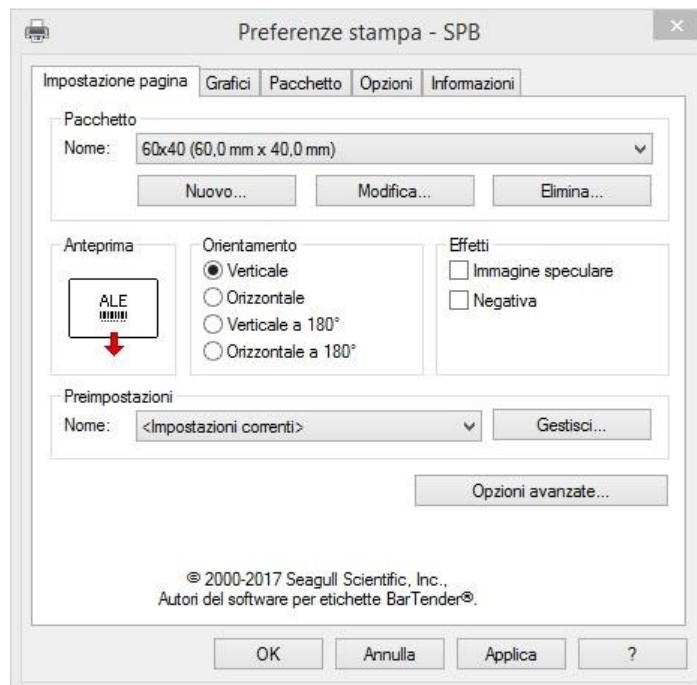 Preferenze stampa - SPB
Impostazione pagina Grafici Pacchetto Opzioni Informazioni
Pacchetto
Nome: 60x40 (60,0 mm x 40,0 mm)
Nuovo... Modifica... Elimina...
Anteprima Orientamento Effetti
ALE
Verticale
Orizzontale
Verticale a 180°
Orizzontale a 180°
Immagine speculare
Negativa
Preimpostazioni
Nome: <Impostazioni correnti> Gestisci...
Opzioni avanzate...
© 2000-2017 Seagull Scientific, Inc.,
Autori del software per etichette BarTender®.
OK Annulla Applica ?